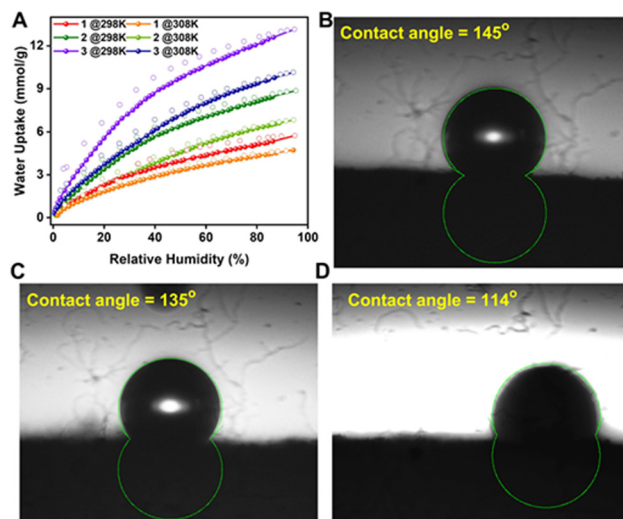 A
1 @298K 1 @308K
2 @298K 2 @308K
3 @298K 3 @308K
Water Uptake (mmol/g)
12
9
6
3
0
0 20 40 60 80 100
Relative Humidity (%)
B
Contact angle = 145°
C
Contact angle = 135°
D
Contact angle = 114°